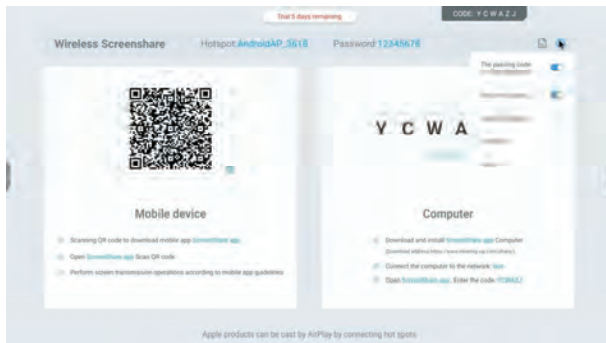 Trial 5 days remaining
CODE: Y C W A Z J
Wireless Screenshare Hotspot:AndroidAP_3618 Password:12345678
The pairing code
Y C W A
Mobile device
Scanning QR code to download mobile app ScreenShare app
Open ScreenShare app Scan QR code
Perform screen transmission operations according to mobile app guidelines
Computer
Download and install ScreenShare app Computer
Connect the computer to the network:
Open ScreenShare app, Enter the code: YCWAZJ
Apple products can be cast by AirPlay by connecting hot spots